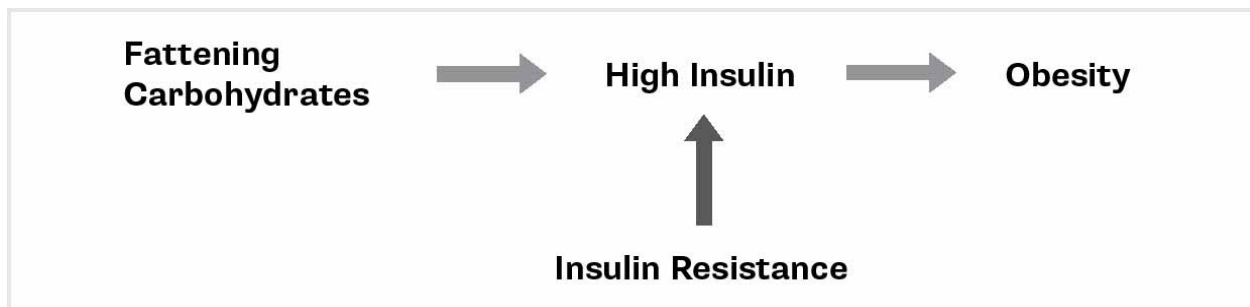 Fattening
Carbohydrates
High Insulin
Obesity
Insulin Resistance